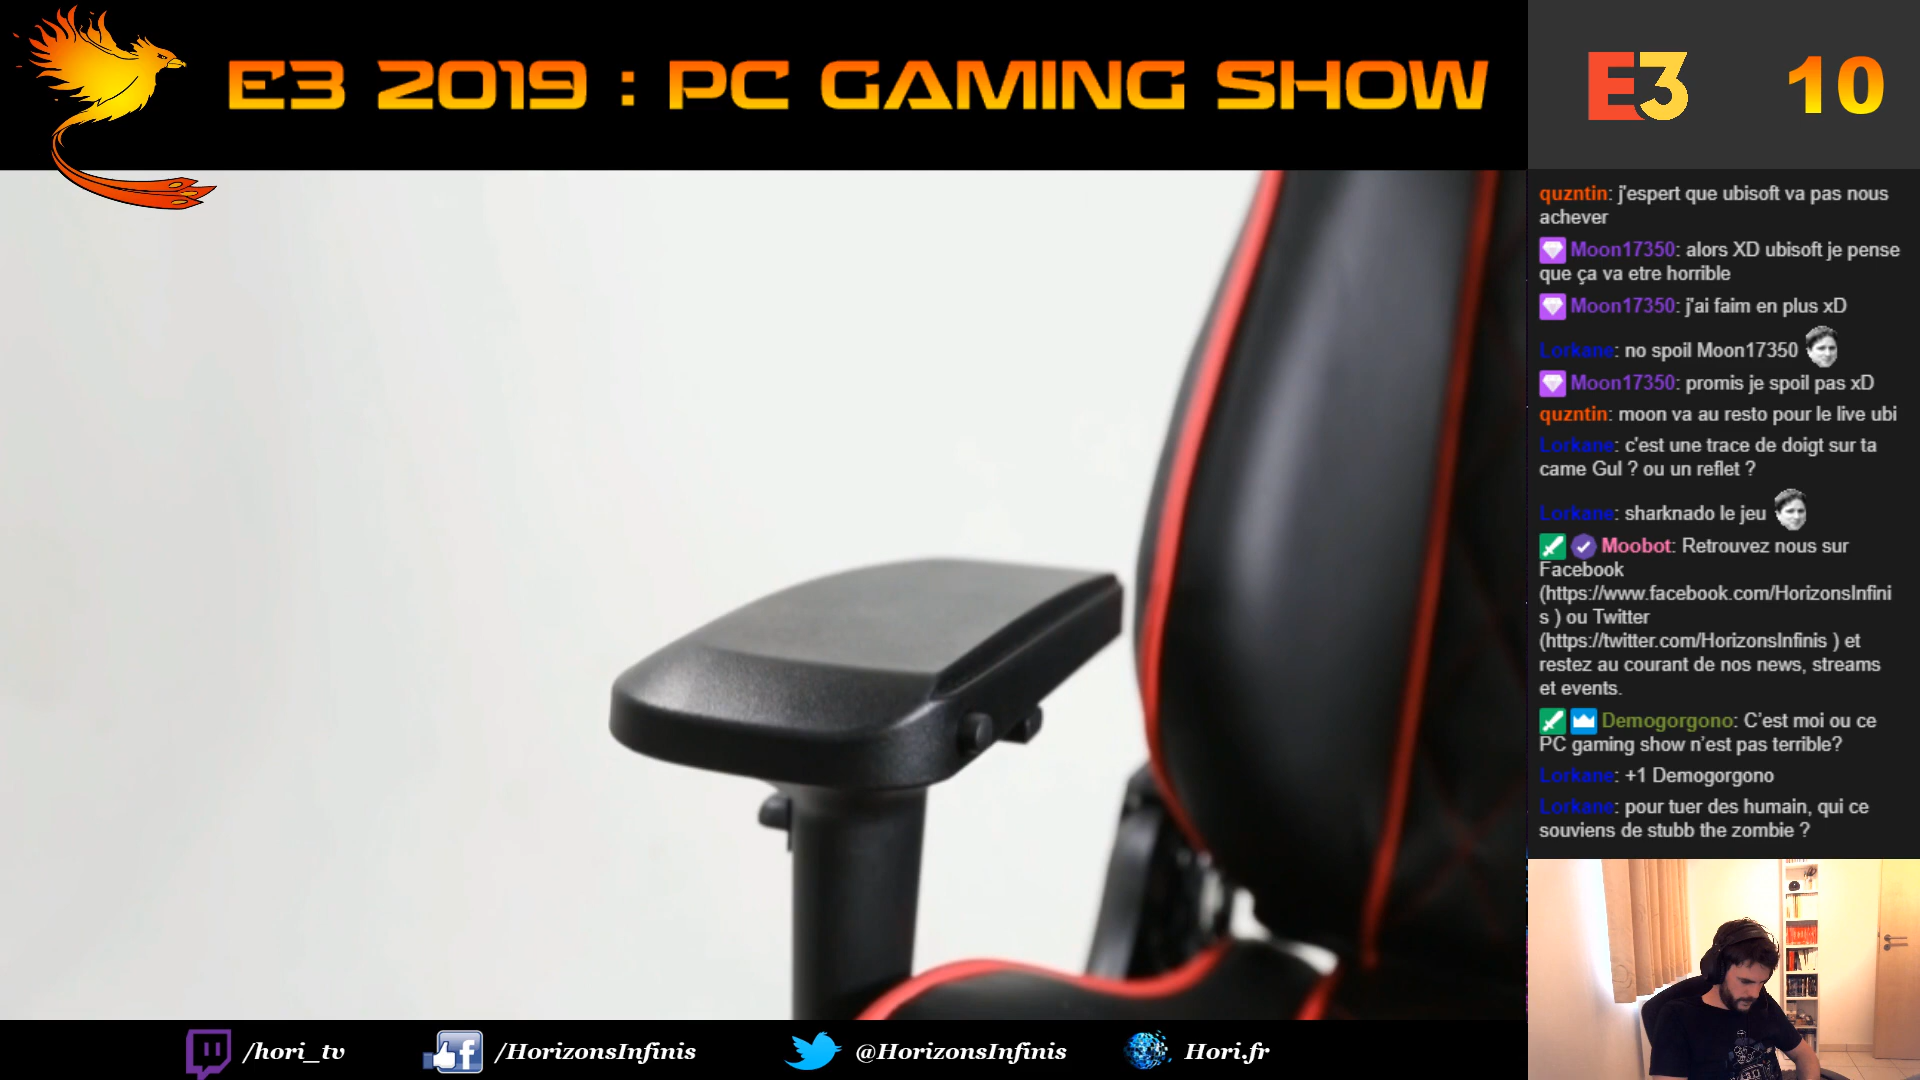 E3 2019 : PC GAMING SHOW
E3
10
quzntin: j'espert que ubisoft va pas nous
achever
Moon17350: alors XD ubisoft je pense
que ça va etre horrible
Moon17350: j'ai faim en plus xD
Lorkane: no spoil Moon17350
Moon17350: promis je spoil pas xD
quzntin: moon va au resto pour le live ubi
Lorkane: c'est une trace de doigt sur ta
came Gul ? ou un reflet ?
Lorkane: sharknado le jeu
Moobot: Retrouvez nous sur
Facebook
(https://www.facebook.com/HorizonsInfini
s ) ou Twitter
(https://twitter.com/HorizonsInfinis ) et
restez au courant de nos news, streams
et events.
Demogorgono: C'est moi ou ce
PC gaming show n'est pas terrible?
Lorkane: +1 Demogorgono
Lorkane: pour tuer des humain, qui ce
souviens de stubb the zombie ?
/hori_tv
/HorizonsInfinis
@HorizonsInfinis
Hori.fr